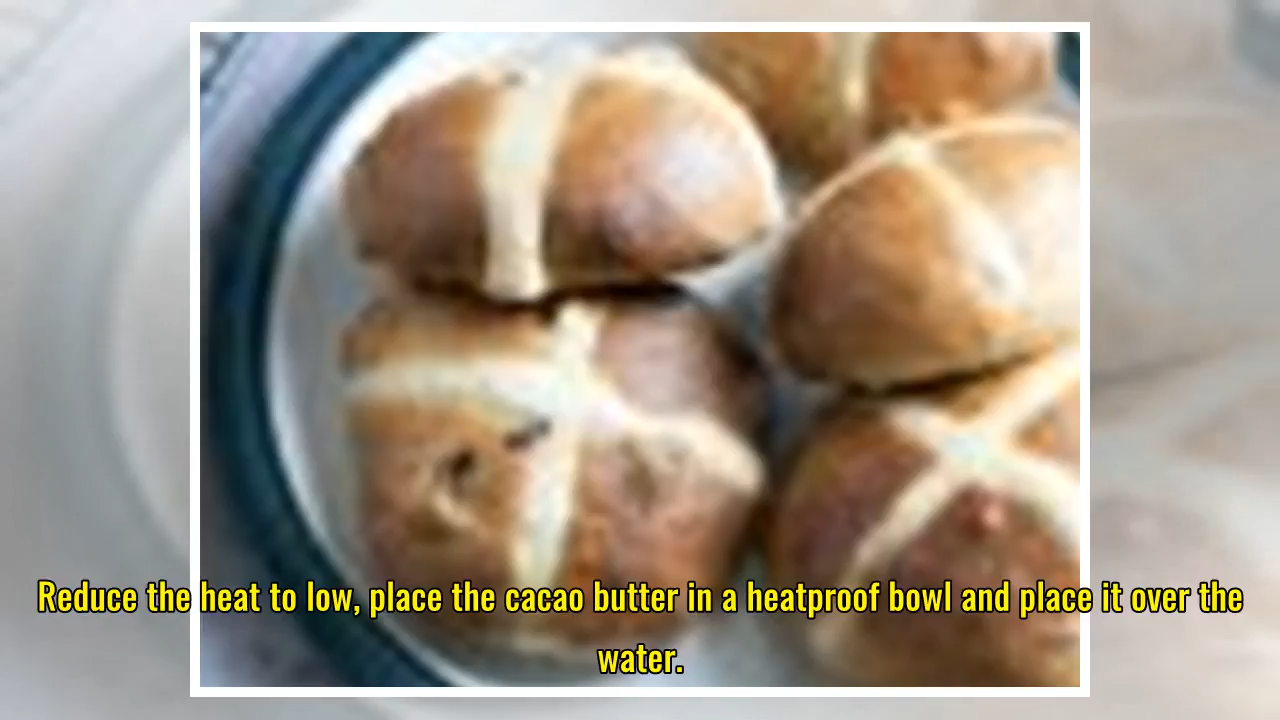 Reduce the heat to low, place the cacao butter in a heatproof bowl and place it over the
water.